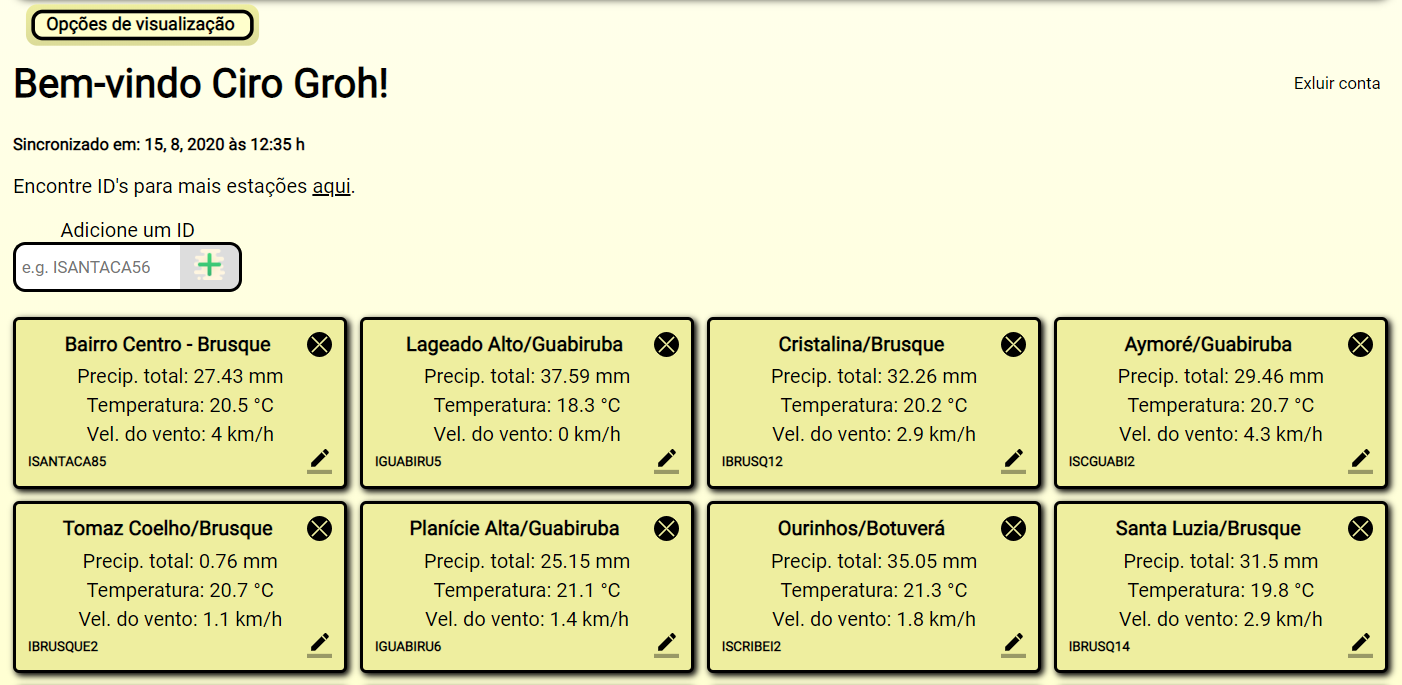 Opções de visualização
Bem-vindo Ciro Groh!
Exluir conta
Sincronizado em: 15, 8, 2020 às 12:35 h
Encontre ID's para mais estações aqui.
Adicione um ID
e.g. ISANTACA56
Bairro Centro - Brusque
Precip. total: 27.43 mm
Temperatura: 20.5 °C
Vel. do vento: 4 km/h
ISANTACA85
Lageado Alto/Guabiruba
Precip. total: 37.59 mm
Temperatura: 18.3 °C
Vel. do vento: 0 km/h
IGUABIRU5
Cristalina/Brusque
Precip. total: 32.26 mm
Temperatura: 20.2 °C
Vel. do vento: 2.9 km/h
IBRUSQ12
Aymoré/Guabiruba
Precip. total: 29.46 mm
Temperatura: 20.7 °C
Vel. do vento: 4.3 km/h
ISCGUABI2
Tomaz Coelho/Brusque
Precip. total: 0.76 mm
Temperatura: 20.7 °C
Vel. do vento: 1.1 km/h
IBRUSQUE2
Planície Alta/Guabiruba
Precip. total: 25.15 mm
Temperatura: 21.1 °C
Vel. do vento: 1.4 km/h
IGUABIRU6
Ourinhos/Botuverá
Precip. total: 35.05 mm
Temperatura: 21.3 °C
Vel. do vento: 1.8 km/h
ISCRIBEI2
Santa Luzia/Brusque
Precip. total: 31.5 mm
Temperatura: 19.8 °C
Vel. do vento: 2.9 km/h
IBRUSQ14